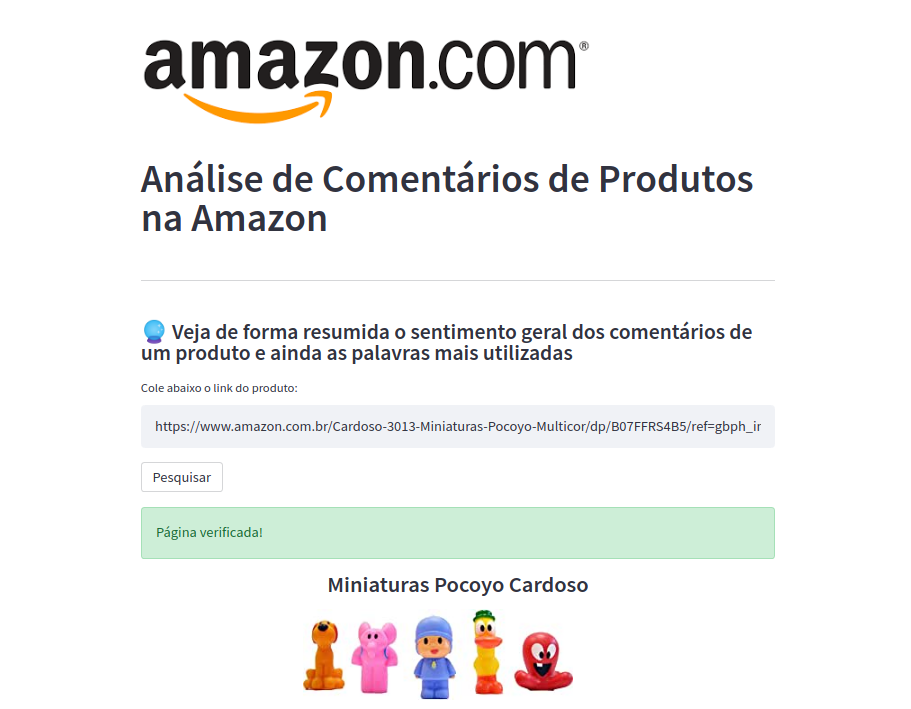 amazon.com®
Análise de Comentários de Produtos
na Amazon
Veja de forma resumida o sentimento geral dos comentários de
um produto e ainda as palavras mais utilizadas
Cole abaixo o link do produto:
https://www.amazon.com.br/Cardoso-3013-Miniaturas-Pocoyo-Multicor/dp/B07FFRS4B5/ref=gbph_ir
Pesquisar
Página verificada!
Miniaturas Pocoyo Cardoso